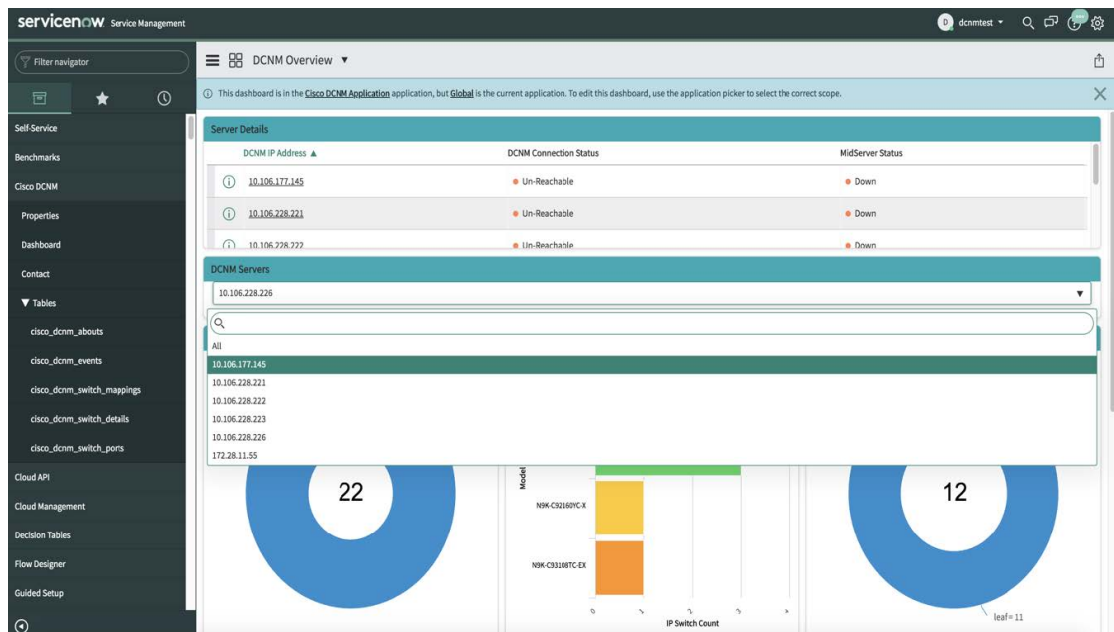 servicenow Service Management
dcnmtest
Filter navigator
Self-Service
Benchmarks
Cisco DCNM
Properties
Dashboard
Contact
Tables
cisco_dcnm_abouts
cisco_dcnm_events
cisco_dcnm_switch_mappings
cisco_dcnm_switch_details
cisco_dcnm_switch_ports
Cloud API
Cloud Management
Decision Tables
Flow Designer
Guided Setup
DCNM Overview
This dashboard is in the Cisco DCNM Application application, but Global is the current application. To edit this dashboard, use the application picker to select the correct scope.
Server Details
DCNM IP Address DCNM Connection Status MidServer Status
10.106.177.145 Un-Reachable Down
10.106.228.221 Un-Reachable Down
10.106.228.222 Un-Reachable Down
DCNM Servers
10.106.228.226
All
10.106.177.145
10.106.228.221
10.106.228.222
10.106.228.223
10.106.228.226
172.28.11.55
22
Model
N9K-C92160YC-X
N9K-C93108TC-EX
0 1 2 3 4
IP Switch Count
12
leaf = 11